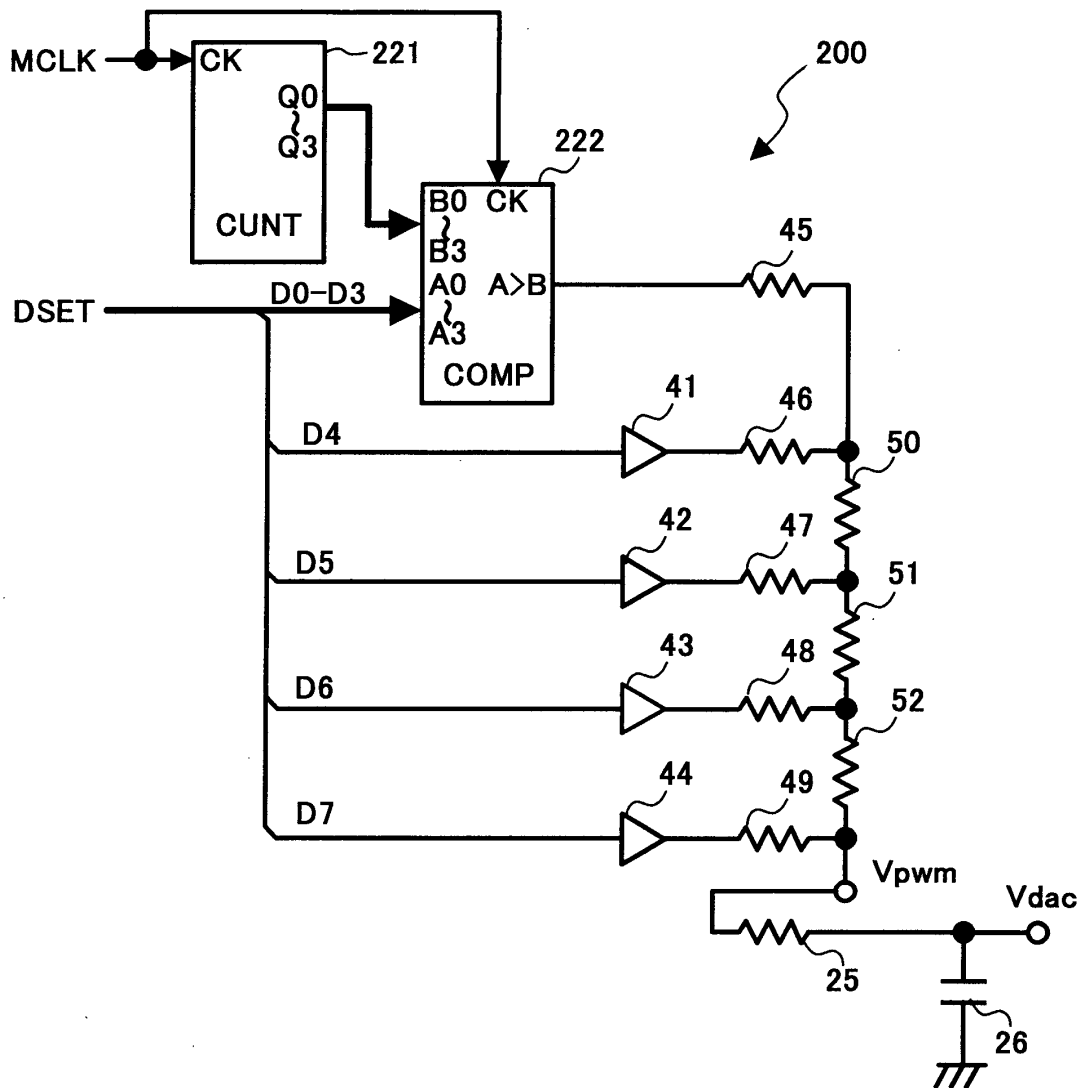 MCLK
CK
221
200
Q0
~
Q3
222
CUNT
B0 CK
~
B3
45
D0-D3
A0 A>B
~
A3
DSET
COMP
41
46
D4
50
42
47
D5
51
43
48
D6
52
44
49
D7
Vpwm
Vdac
25
26